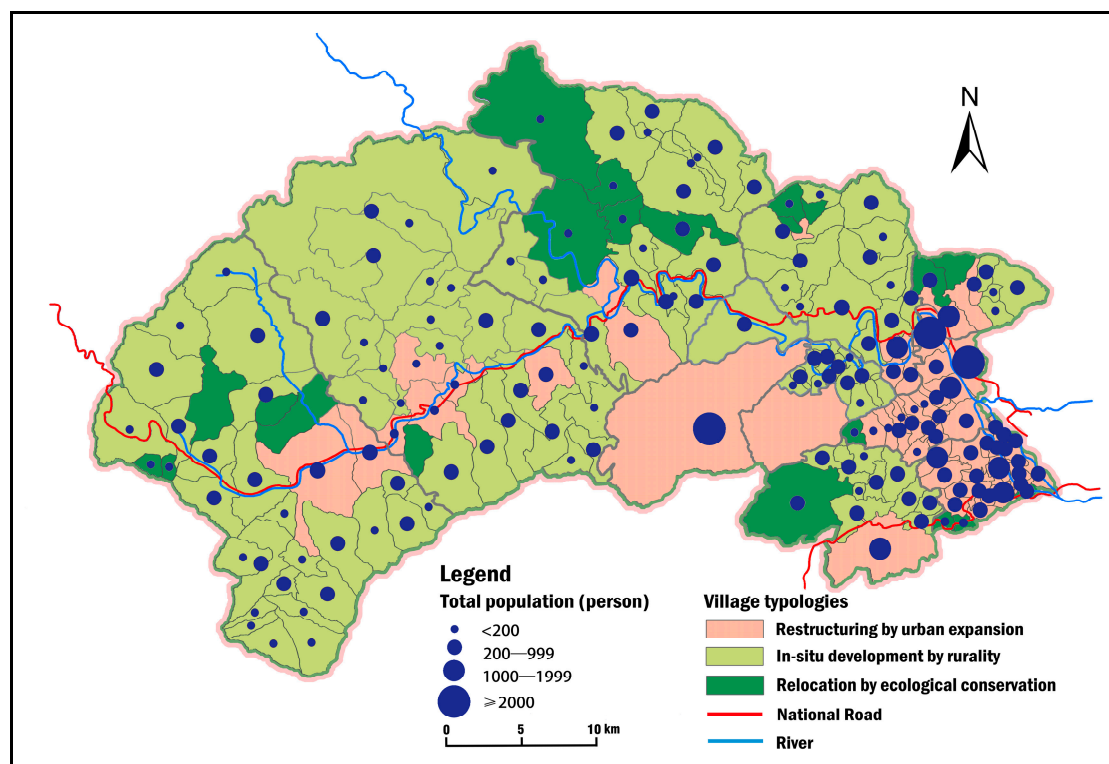 N
Legend
Total population (person)
<200
200—999
1000—1999
≥2000
0 5 10 km
Village typologies
Restructuring by urban expansion
In-situ development by rurality
Relocation by ecological conservation
National Road
River